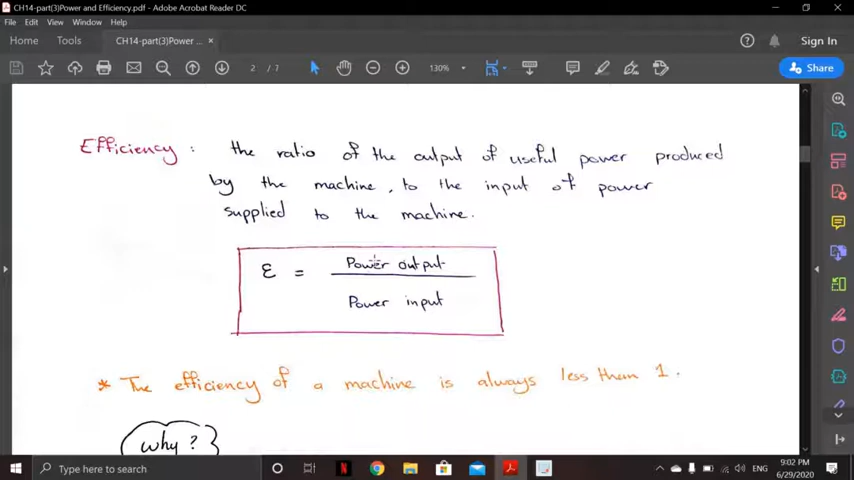 CH14-part(3)Power and Efficiency.pdf - Adobe Acrobat Reader DC
File Edit View Window Help
Home Tools CH14-part(3)Power ... × Sign In
2 / 7 130% Share
Efficiency : the ratio of the output of useful power produced
by the machine, to the input of power
supplied to the machine.
ε = Power output
Power input
* The efficiency of a machine is always less than 1.
why?
Type here to search
ENG
9:02 PM
6/29/2020